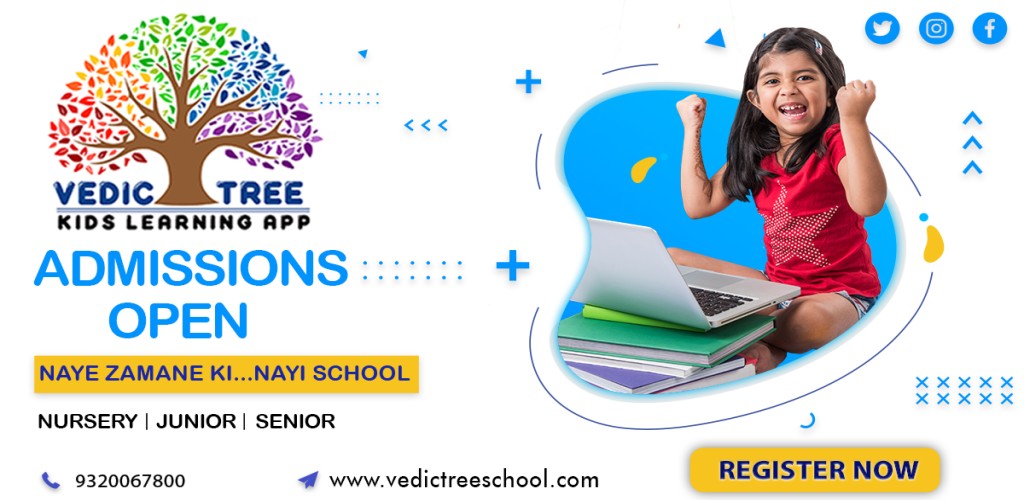 VEDIC TREE
KIDS LEARNING APP
ADMISSIONS
OPEN
NAYE ZAMANE KI...NAYI SCHOOL
NURSERY | JUNIOR | SENIOR
9320067800
www.vedictreeschool.com
REGISTER NOW